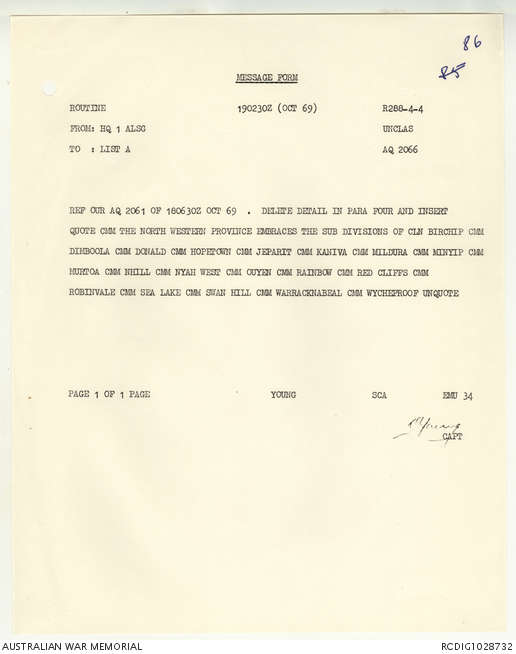 86
85
MESSAGE FORM
ROUTINE 190230Z (OCT 69) R288-4-4
FROM: HQ 1 ALSG UNCLAS
TO : LIST A AQ 2066
REF OUR AQ 2061 OF 180630Z OCT 69 . DELETE DETAIL IN PARA FOUR AND INSERT
QUOTE CMM THE NORTH WESTERN PROVINCE EMBRACES THE SUB DIVISIONS OF CLN BIRCHIP CMM
DIMBOOLA CMM DONALD CMM HOPETOWN CMM JEPARIT CMM KANIVA CMM MILDURA CMM MINYIP CMM
MURTOA CMM NHILL CMM NYAH WEST CMM OUYEN CMM RAINBOW CMM RED CLIFFS CMM
ROBINVALE CMM SEA LAKE CMM SWAN HILL CMM WARRACKNABEAL CMM WYCHEPROOF UNQUOTE
PAGE 1 OF 1 PAGE YOUNG SCA EMU 34
Young
CAPT
AUSTRALIAN WAR MEMORIAL RCDIG1028732